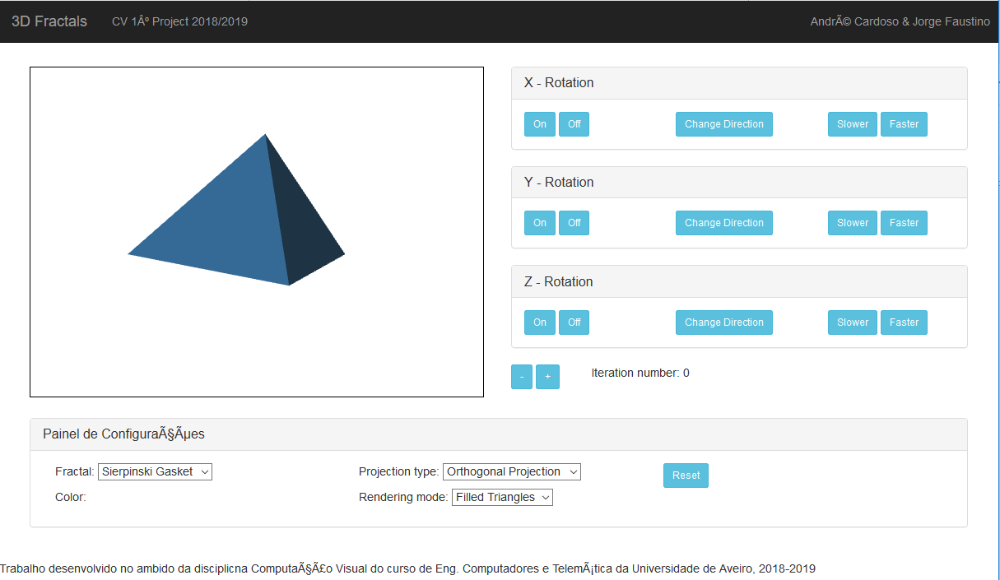 3D Fractals CV 1Âº Project 2018/2019 AndrÃ© Cardoso & Jorge Faustino
X - Rotation
On Off Change Direction Slower Faster
Y - Rotation
On Off Change Direction Slower Faster
Z - Rotation
On Off Change Direction Slower Faster
- + Iteration number: 0
Painel de ConfiguraÃ§Ãµes
Fractal: Sierpinski Gasket Projection type: Orthogonal Projection Reset
Color: Rendering mode: Filled Triangles
Trabalho desenvolvido no ambido da disciplicna ComputaÃ§Ã£o Visual do curso de Eng. Computadores e TelemÃ¡tica da Universidade de Aveiro, 2018-2019